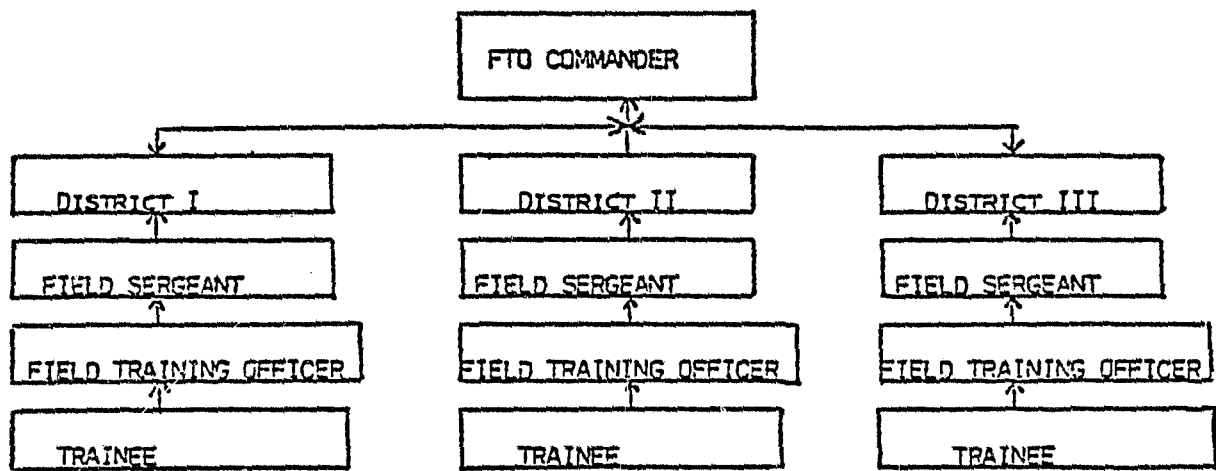 FTO COMMANDER
DISTRICT I DISTRICT II DISTRICT III
FIELD SERGEANT FIELD SERGEANT FIELD SERGEANT
FIELD TRAINING OFFICER FIELD TRAINING OFFICER FIELD TRAINING OFFICER
TRAINEE TRAINEE TRAINEE